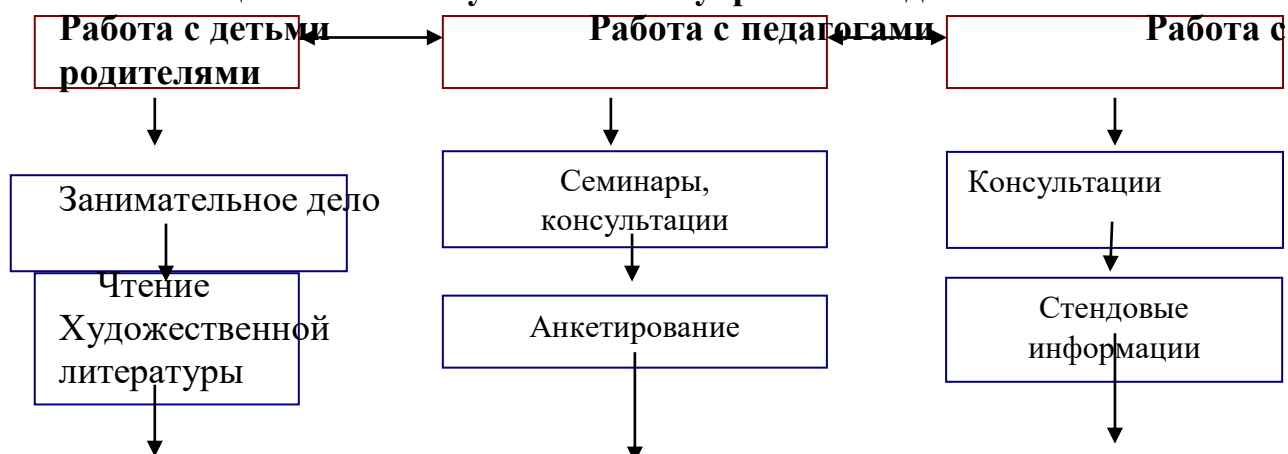 Работа с детьми Работа с педагогами Работа с
родителями
Занимательное дело
Семинары,
консультации
Консультации
Чтение
Художественной
литературы
Анкетирование
Стендовые
информации